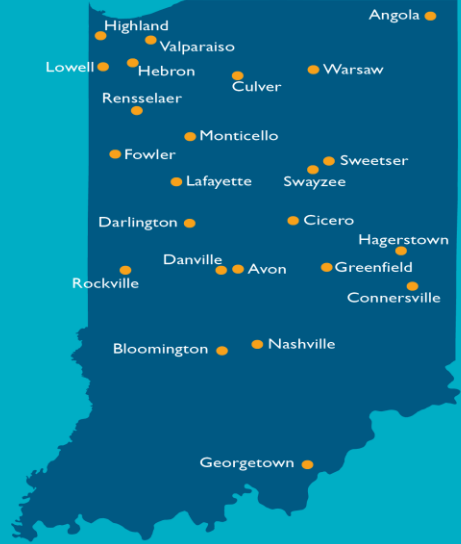 Angola
Highland
Valparaiso
Lowell
Hebron
Warsaw
Culver
Rensselaer
Monticello
Fowler
Sweetser
Lafayette
Swayzee
Darlington
Cicero
Hagerstown
Danville
Avon
Greenfield
Rockville
Connersville
Bloomington
Nashville
Georgetown